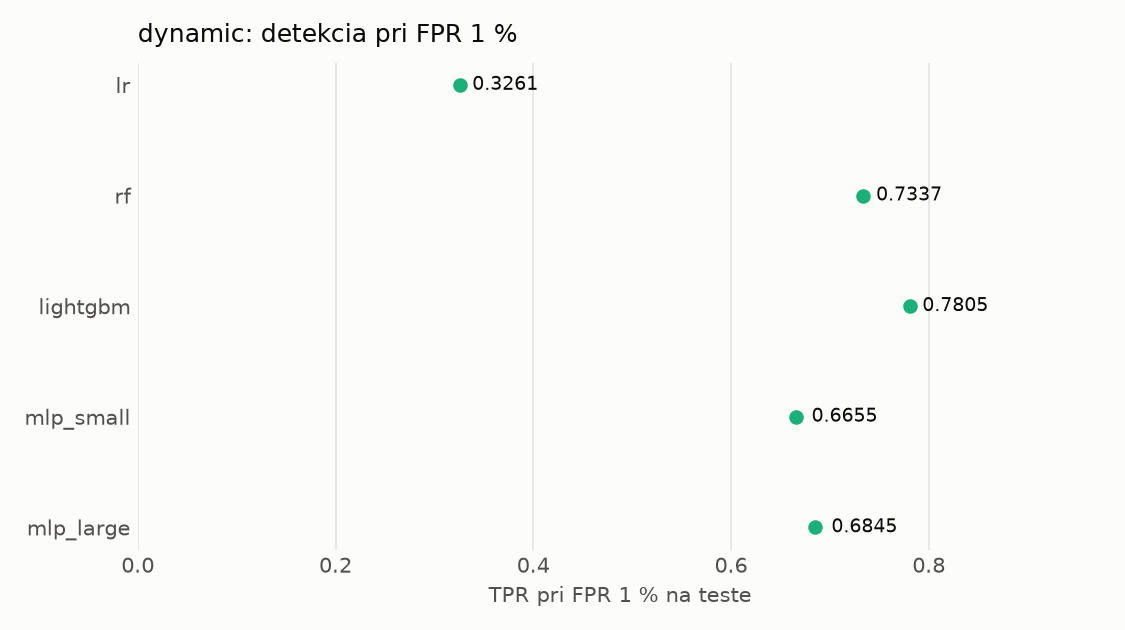 dynamic: detekcia pri FPR 1 %
lr
0.3261
rf
0.7337
lightgbm
0.7805
mlp_small
0.6655
mlp_large
0.6845
0.0 0.2 0.4 0.6 0.8
TPR pri FPR 1 % na teste